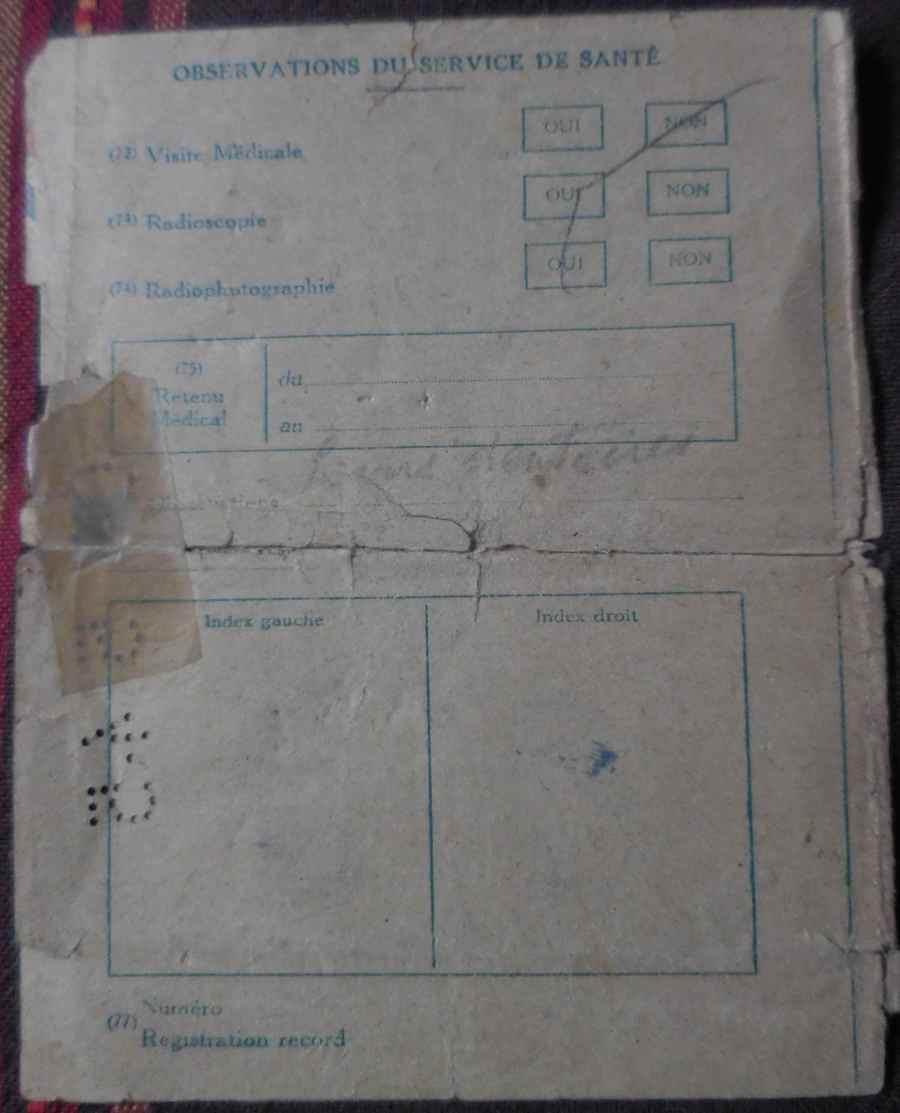 OBSERVATIONS DU SERVICE DE SANTÉ
(72) Visite Médicale OUI NON
(73) Radioscopie OUI NON
(74) Radiophotographie OUI NON
(75)
Retenu
Médical
du
au
Observations
Index gauche Index droit
(77) Numéro
Registration record